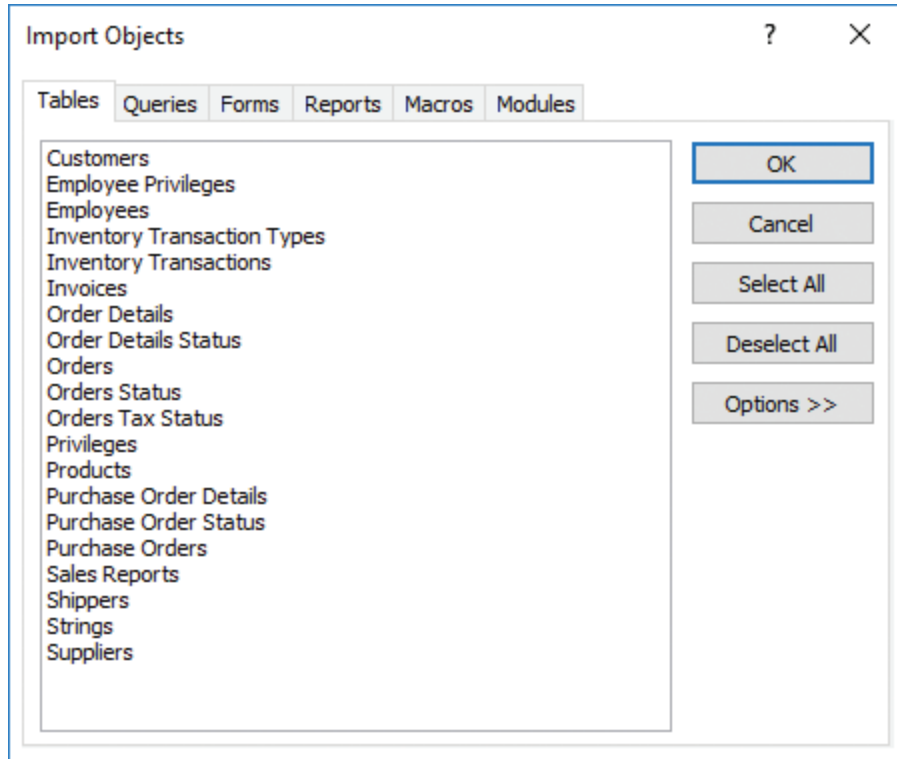 Import Objects ?
Tables Queries Forms Reports Macros Modules
Customers
Employee Privileges
Employees
Inventory Transaction Types
Inventory Transactions
Invoices
Order Details
Order Details Status
Orders
Orders Status
Orders Tax Status
Privileges
Products
Purchase Order Details
Purchase Order Status
Purchase Orders
Sales Reports
Shippers
Strings
Suppliers
OK
Cancel
Select All
Deselect All
Options >>